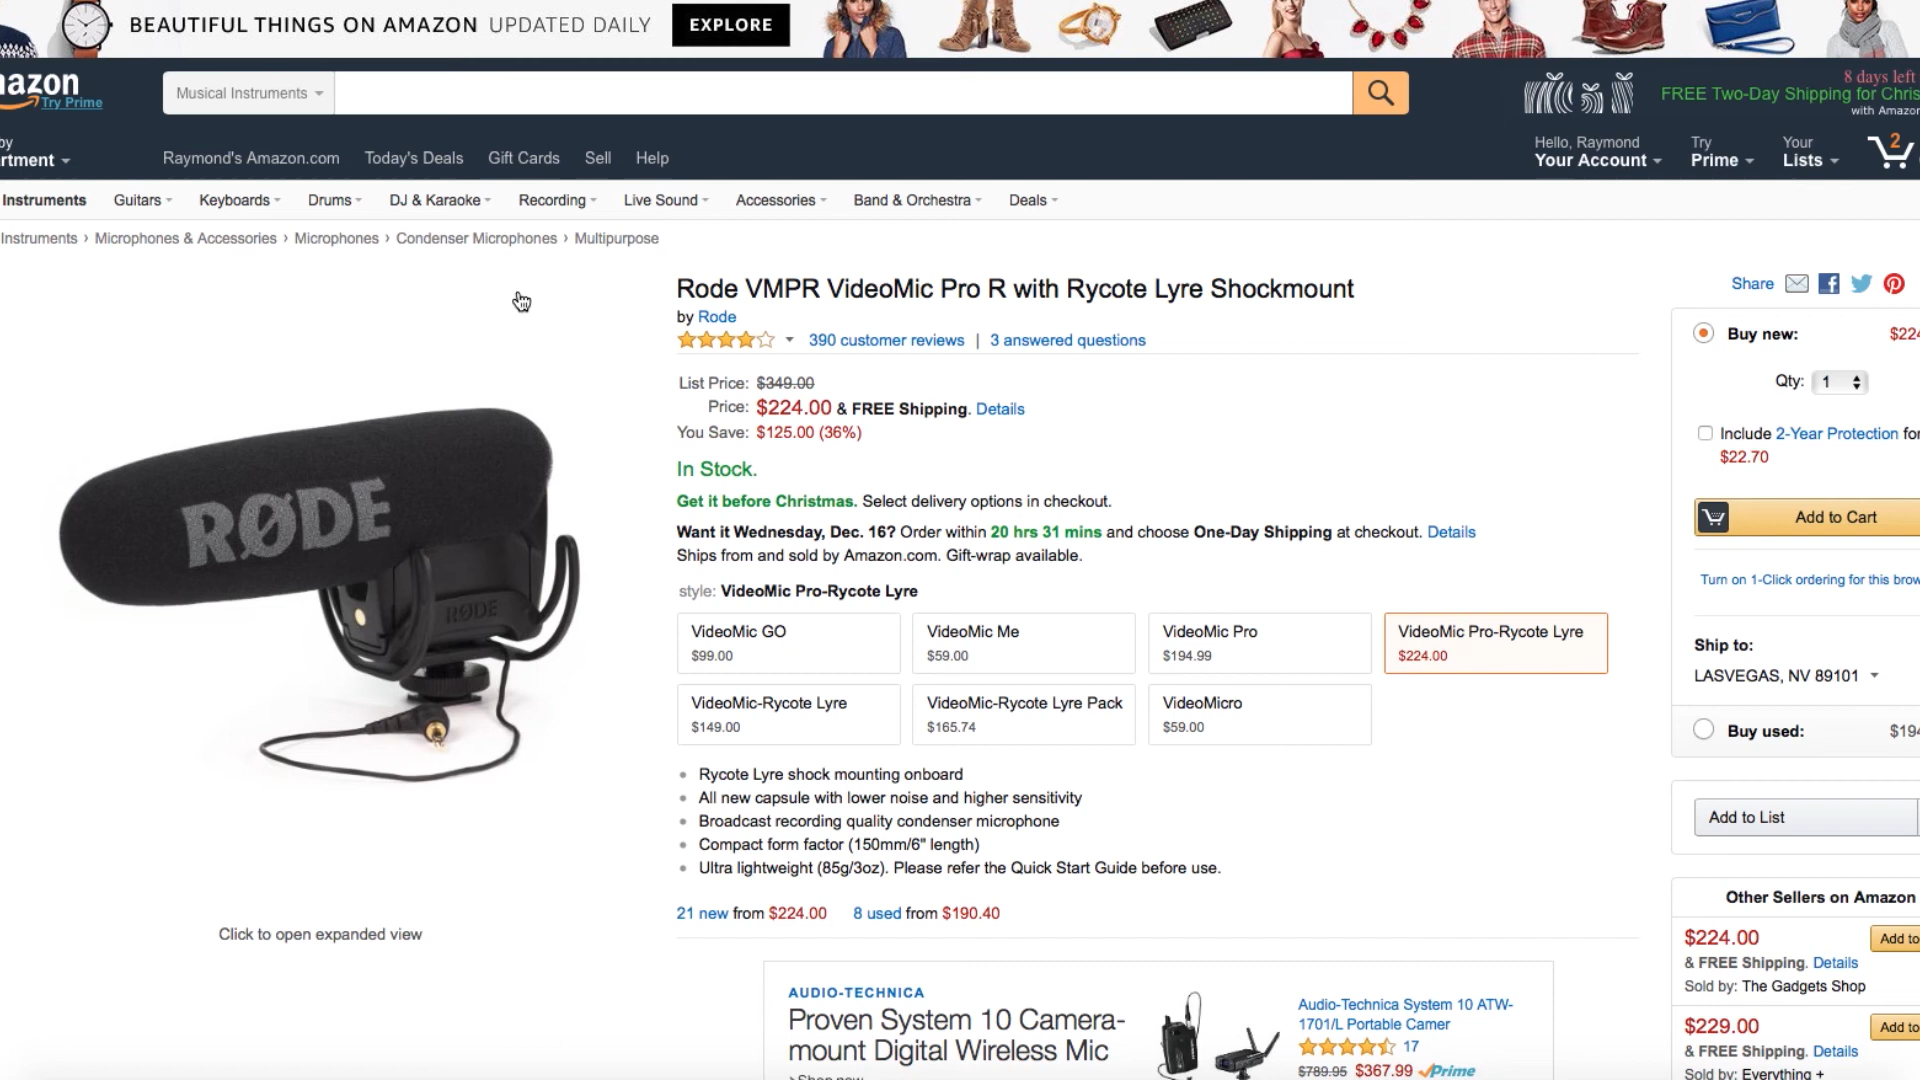 BEAUTIFUL THINGS ON AMAZON UPDATED DAILY EXPLORE
mazon
Try Prime
Musical Instruments
8 days left
FREE Two-Day Shipping for Chris
with Amazon
by
rtment
Raymond's Amazon.com Today's Deals Gift Cards Sell Help
Hello, Raymond
Your Account
Try
Prime
Your
Lists
2
Instruments Guitars Keyboards Drums DJ & Karaoke Recording Live Sound Accessories Band & Orchestra Deals
Instruments › Microphones & Accessories › Microphones › Condenser Microphones › Multipurpose
RØDE
RØDE
Click to open expanded view
Rode VMPR VideoMic Pro R with Rycote Lyre Shockmount
by Rode
390 customer reviews | 3 answered questions
List Price: $349.00
Price: $224.00 & FREE Shipping. Details
You Save: $125.00 (36%)
In Stock.
Get it before Christmas. Select delivery options in checkout.
Want it Wednesday, Dec. 16? Order within 20 hrs 31 mins and choose One-Day Shipping at checkout. Details
Ships from and sold by Amazon.com. Gift-wrap available.
style: VideoMic Pro-Rycote Lyre
VideoMic GO
$99.00
VideoMic Me
$59.00
VideoMic Pro
$194.99
VideoMic Pro-Rycote Lyre
$224.00
VideoMic-Rycote Lyre
$149.00
VideoMic-Rycote Lyre Pack
$165.74
VideoMicro
$59.00
• Rycote Lyre shock mounting onboard
• All new capsule with lower noise and higher sensitivity
• Broadcast recording quality condenser microphone
• Compact form factor (150mm/6" length)
• Ultra lightweight (85g/3oz). Please refer the Quick Start Guide before use.
21 new from $224.00 8 used from $190.40
AUDIO-TECHNICA
Proven System 10 Camera-
mount Digital Wireless Mic
›Shop now
Audio-Technica System 10 ATW-
1701/L Portable Camer
17
$789.95 $367.99 Prime
Share
Buy new: $224
Qty: 1
Include 2-Year Protection for
$22.70
Add to Cart
Turn on 1-Click ordering for this brow
Ship to:
LASVEGAS, NV 89101
Buy used: $194
Add to List
Other Sellers on Amazon
$224.00 Add to
& FREE Shipping. Details
Sold by: The Gadgets Shop
$229.00 Add to
& FREE Shipping. Details
Sold by: Everything +